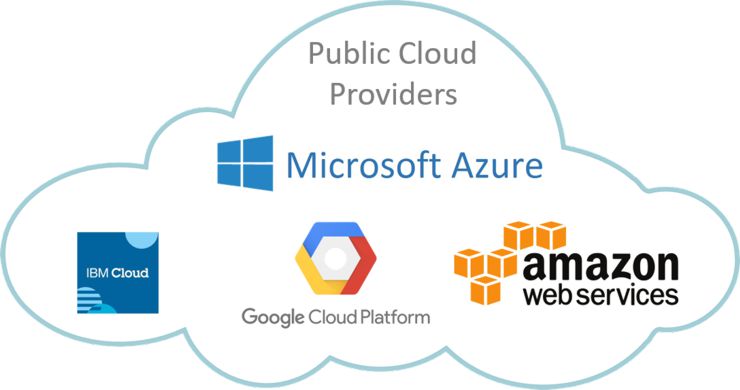 Public Cloud
Providers
Microsoft Azure
IBM Cloud
Google Cloud Platform
amazon
web services